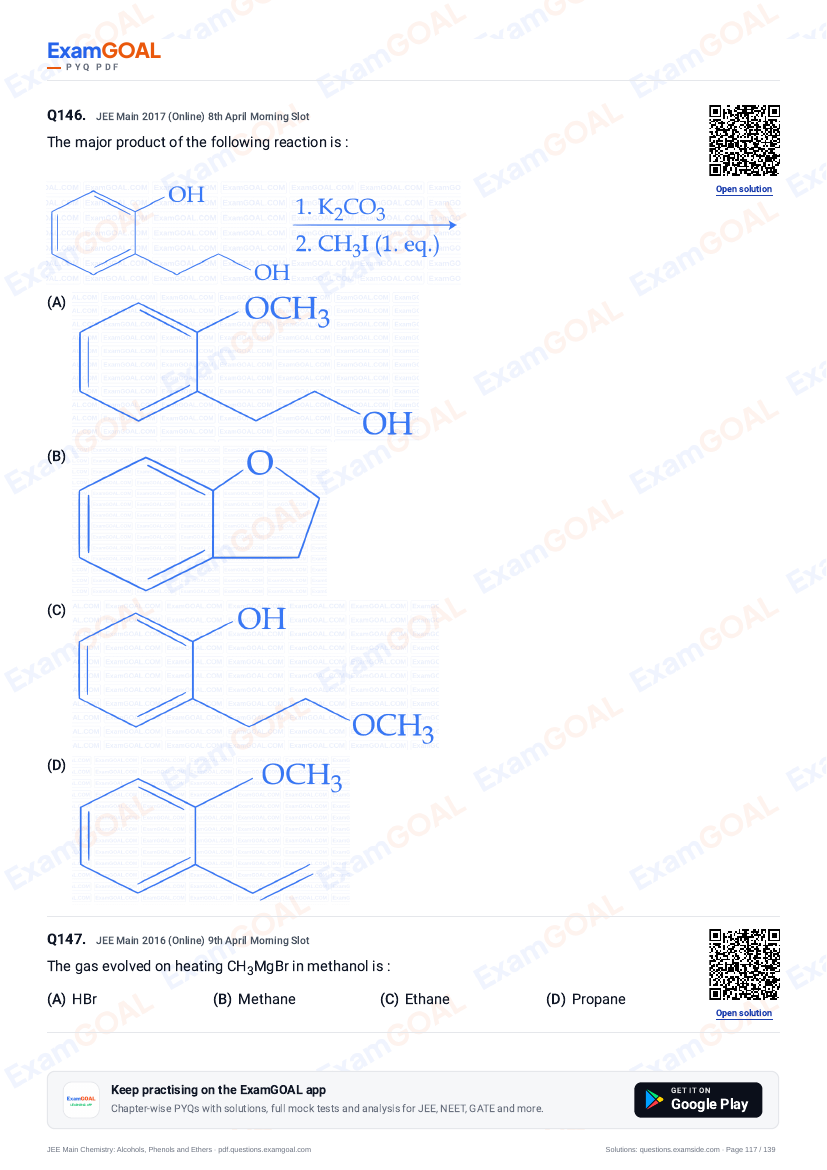 ExamGOAL
PYQ PDF
Q146. JEE Main 2017 (Online) 8th April Morning Slot
The major product of the following reaction is :
Open solution
OH
1. K₂CO₃
2. CH₃I (1. eq.)
OH
(A)
OCH₃
OH
(B)
O
(C)
OH
OCH₃
(D)
OCH₃
Q147. JEE Main 2016 (Online) 9th April Morning Slot
The gas evolved on heating CH₃MgBr in methanol is :
(A) HBr (B) Methane (C) Ethane (D) Propane
Open solution
Keep practising on the ExamGOAL app
Chapter-wise PYQs with solutions, full mock tests and analysis for JEE, NEET, GATE and more.
ExamGOAL
GET IT ON
Google Play
JEE Main Chemistry: Alcohols, Phenols and Ethers · pdf.questions.examgoal.com
Solutions: questions.examside.com · Page 117 / 139